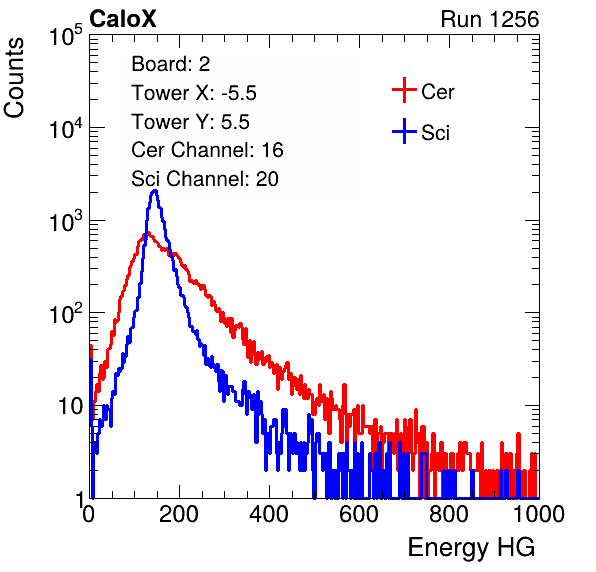 CaloX Run 1256
Counts
10^5
10^4
10^3
10^2
10
1
Board: 2
Tower X: -5.5
Tower Y: 5.5
Cer Channel: 16
Sci Channel: 20
Cer
Sci
0 200 400 600 800 1000
Energy HG